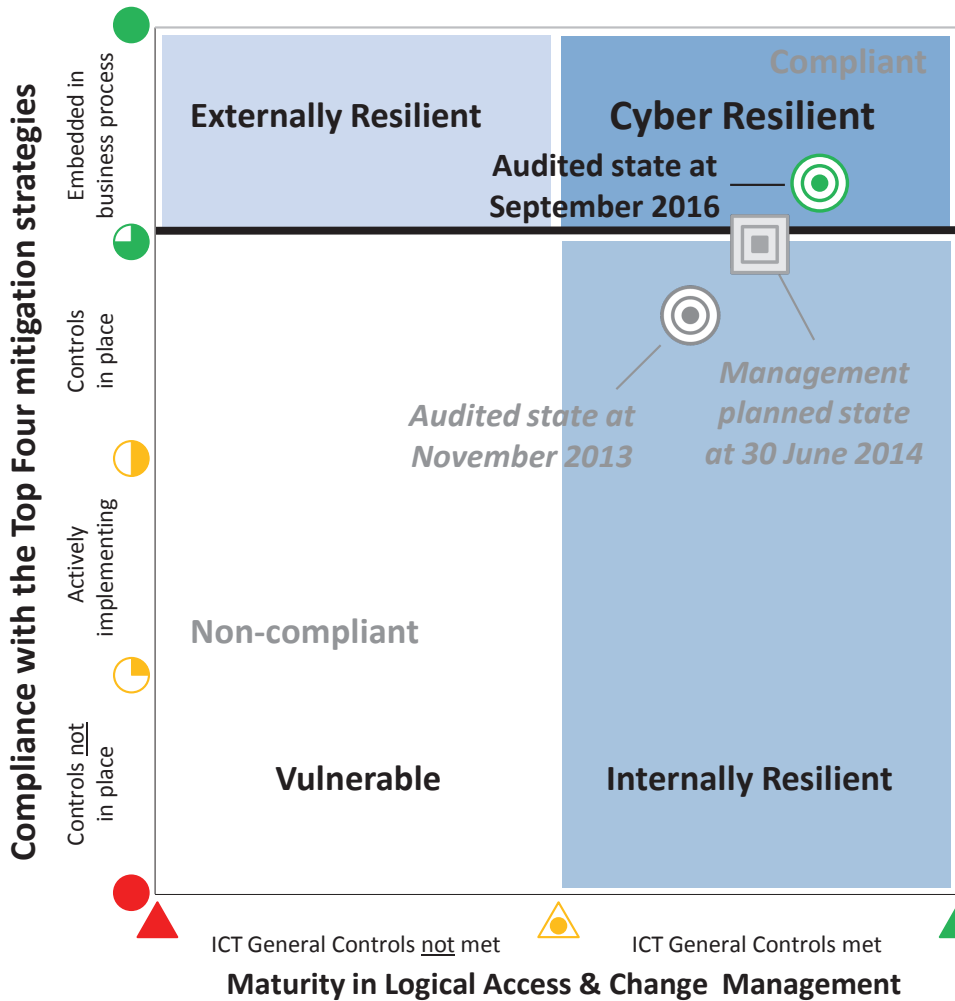 Compliance with the Top Four mitigation strategies
Embedded in
business process
Controls
in place
Actively
implementing
Controls not
in place
Compliant
Externally Resilient
Cyber Resilient
Audited state at
September 2016
Audited state at
November 2013
Management
planned state
at 30 June 2014
Non-compliant
Vulnerable
Internally Resilient
ICT General Controls not met
ICT General Controls met
Maturity in Logical Access & Change Management